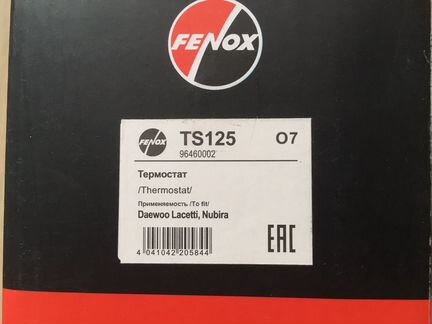 FENOX
FENOX TS125 O7
96460002
Термостат
/Thermostat/
Применяемость /To fit/
Daewoo Lacetti, Nubira
4 041042 205844
EAC